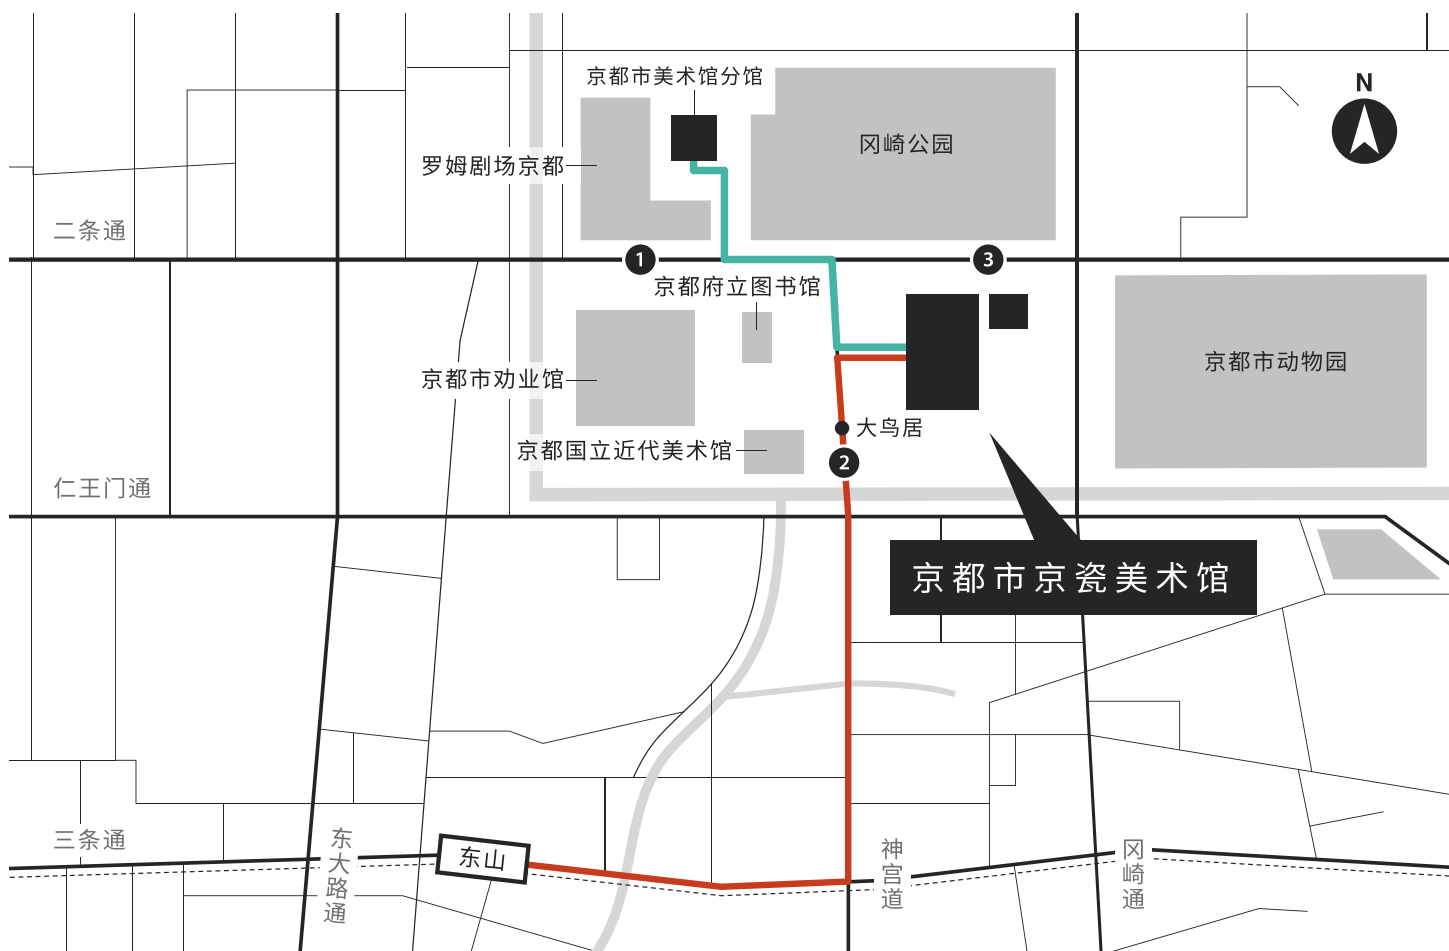 京都市美术馆分馆
N
冈崎公园
罗姆剧场京都
二条通
1
3
京都府立图书馆
京都市动物园
京都市劝业馆
大鸟居
京都国立近代美术馆
2
仁王门通
京都市京瓷美术馆
三条通
东大路通
东山
神宫道
冈崎通